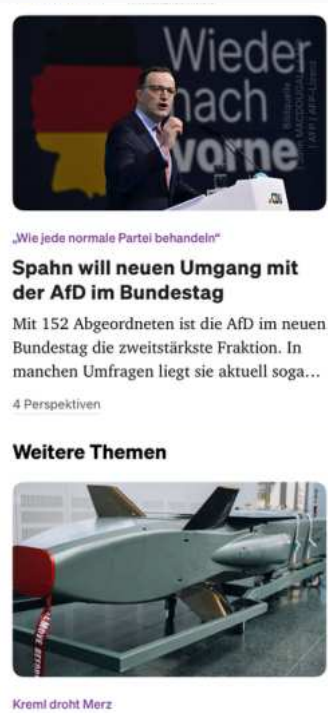 Wieder
nach
vorne
Bildquelle
CDU
„Wie jede normale Partei behandeln“
Spahn will neuen Umgang mit
der AfD im Bundestag
Mit 152 Abgeordneten ist die AfD im neuen
Bundestag die zweitstärkste Fraktion. In
manchen Umfragen liegt sie aktuell soga…
4 Perspektiven
Weitere Themen
Kreml droht Merz